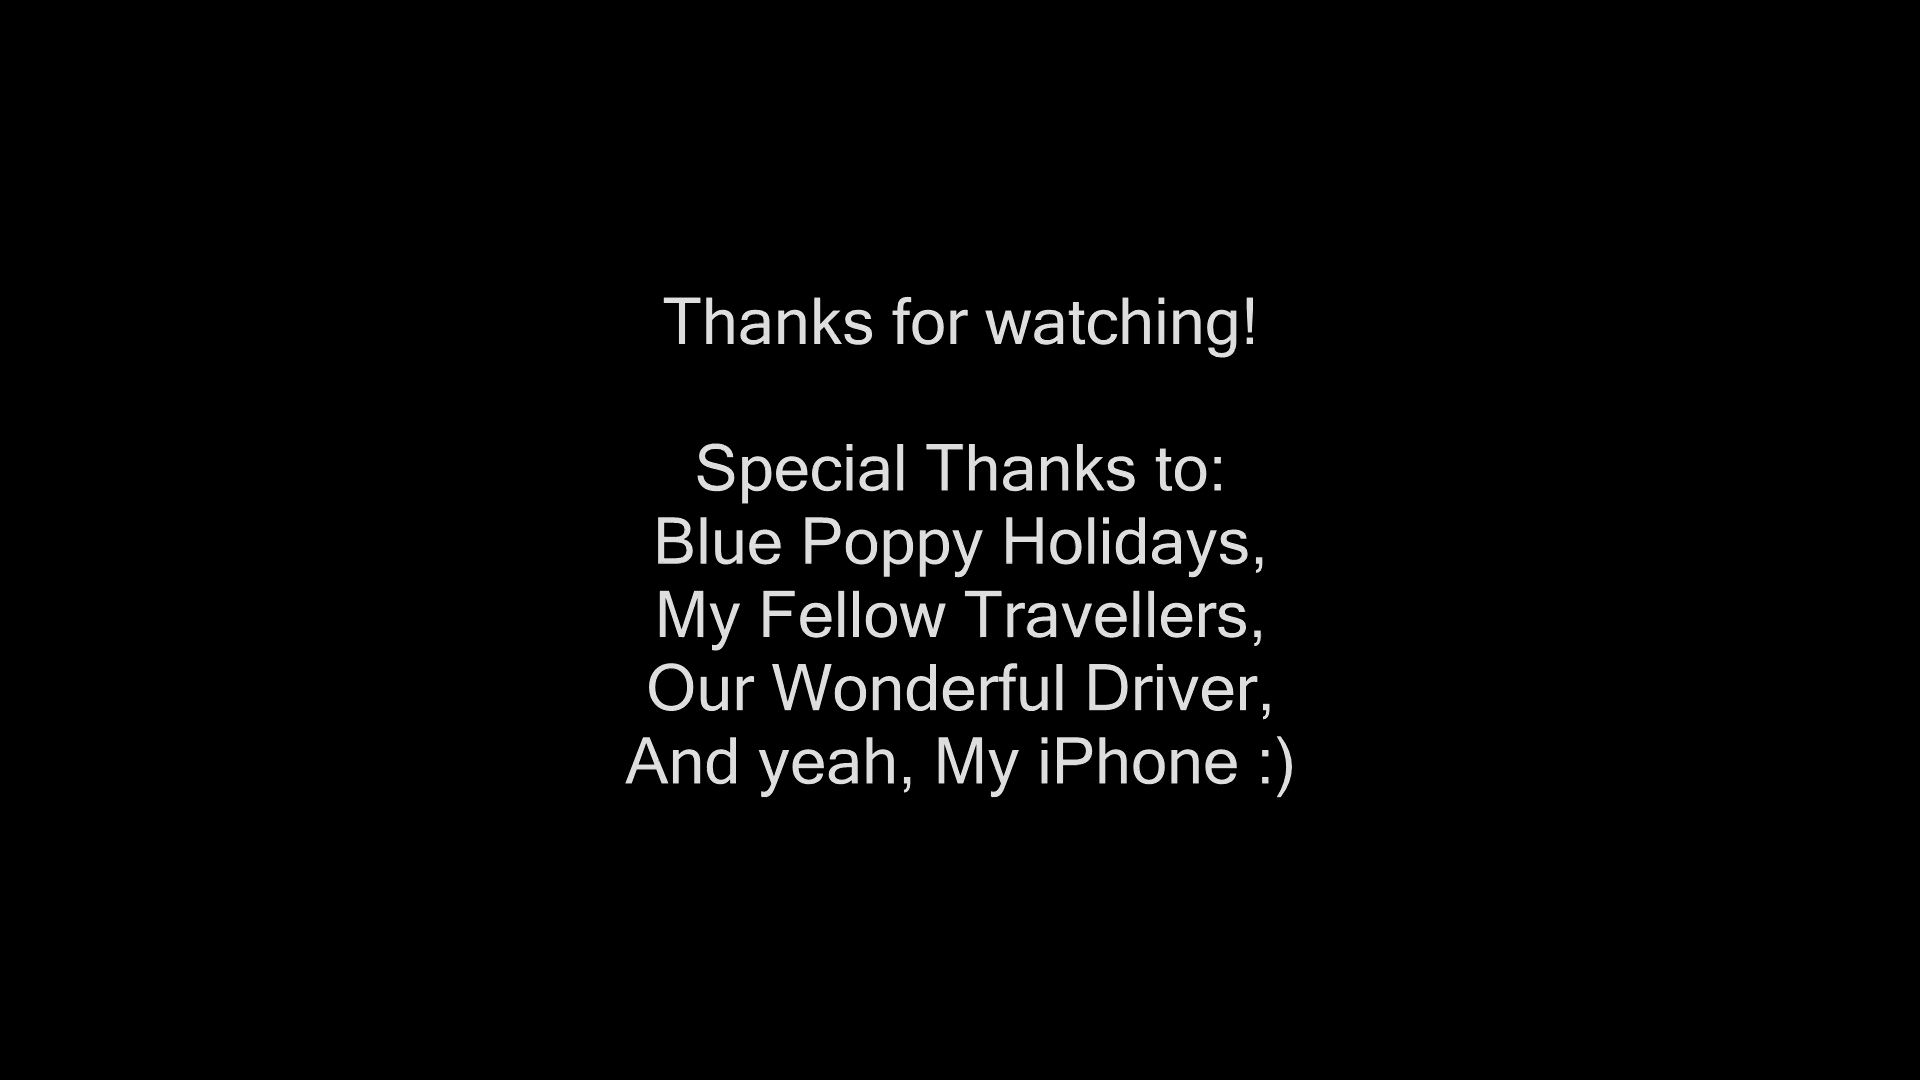 Thanks for watching!
Special Thanks to:
Blue Poppy Holidays,
My Fellow Travellers,
Our Wonderful Driver,
And yeah, My iPhone :)